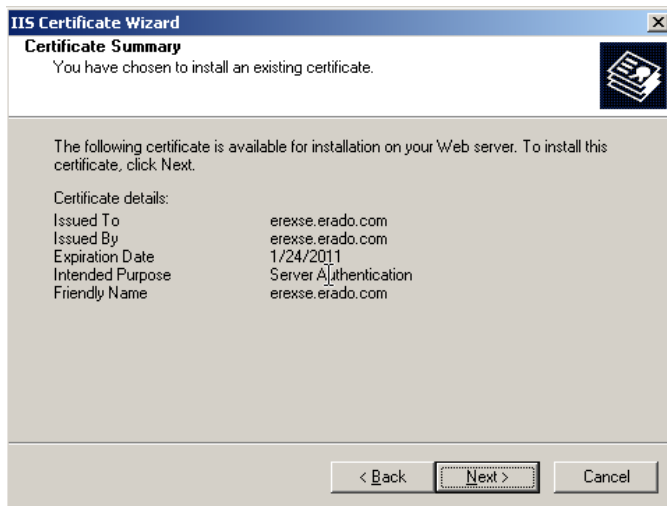 IIS Certificate Wizard
Certificate Summary
You have chosen to install an existing certificate.
The following certificate is available for installation on your Web server. To install this
certificate, click Next.
Certificate details:
Issued To erexse.erado.com
Issued By erexse.erado.com
Expiration Date 1/24/2011
Intended Purpose Server Authentication
Friendly Name erexse.erado.com
< Back Next > Cancel